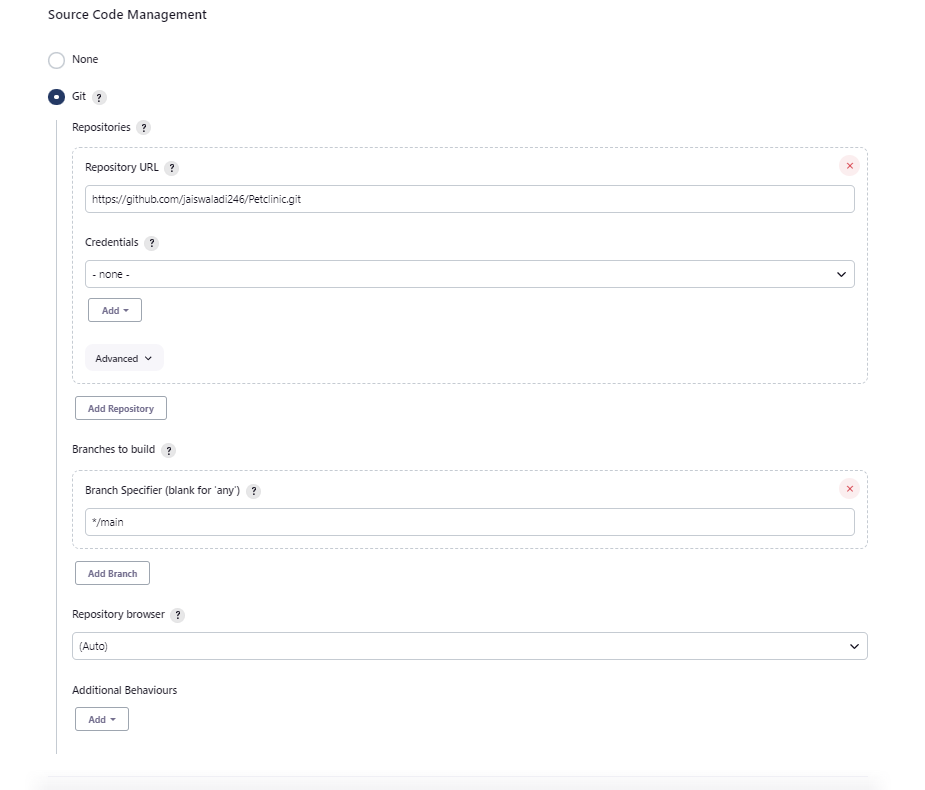 Source Code Management
None
Git ?
Repositories ?
Repository URL ?
https://github.com/jaiswaladi246/Petclinic.git
Credentials ?
- none -
Add
Advanced
Add Repository
Branches to build ?
Branch Specifier (blank for 'any') ?
*/main
Add Branch
Repository browser ?
(Auto)
Additional Behaviours
Add